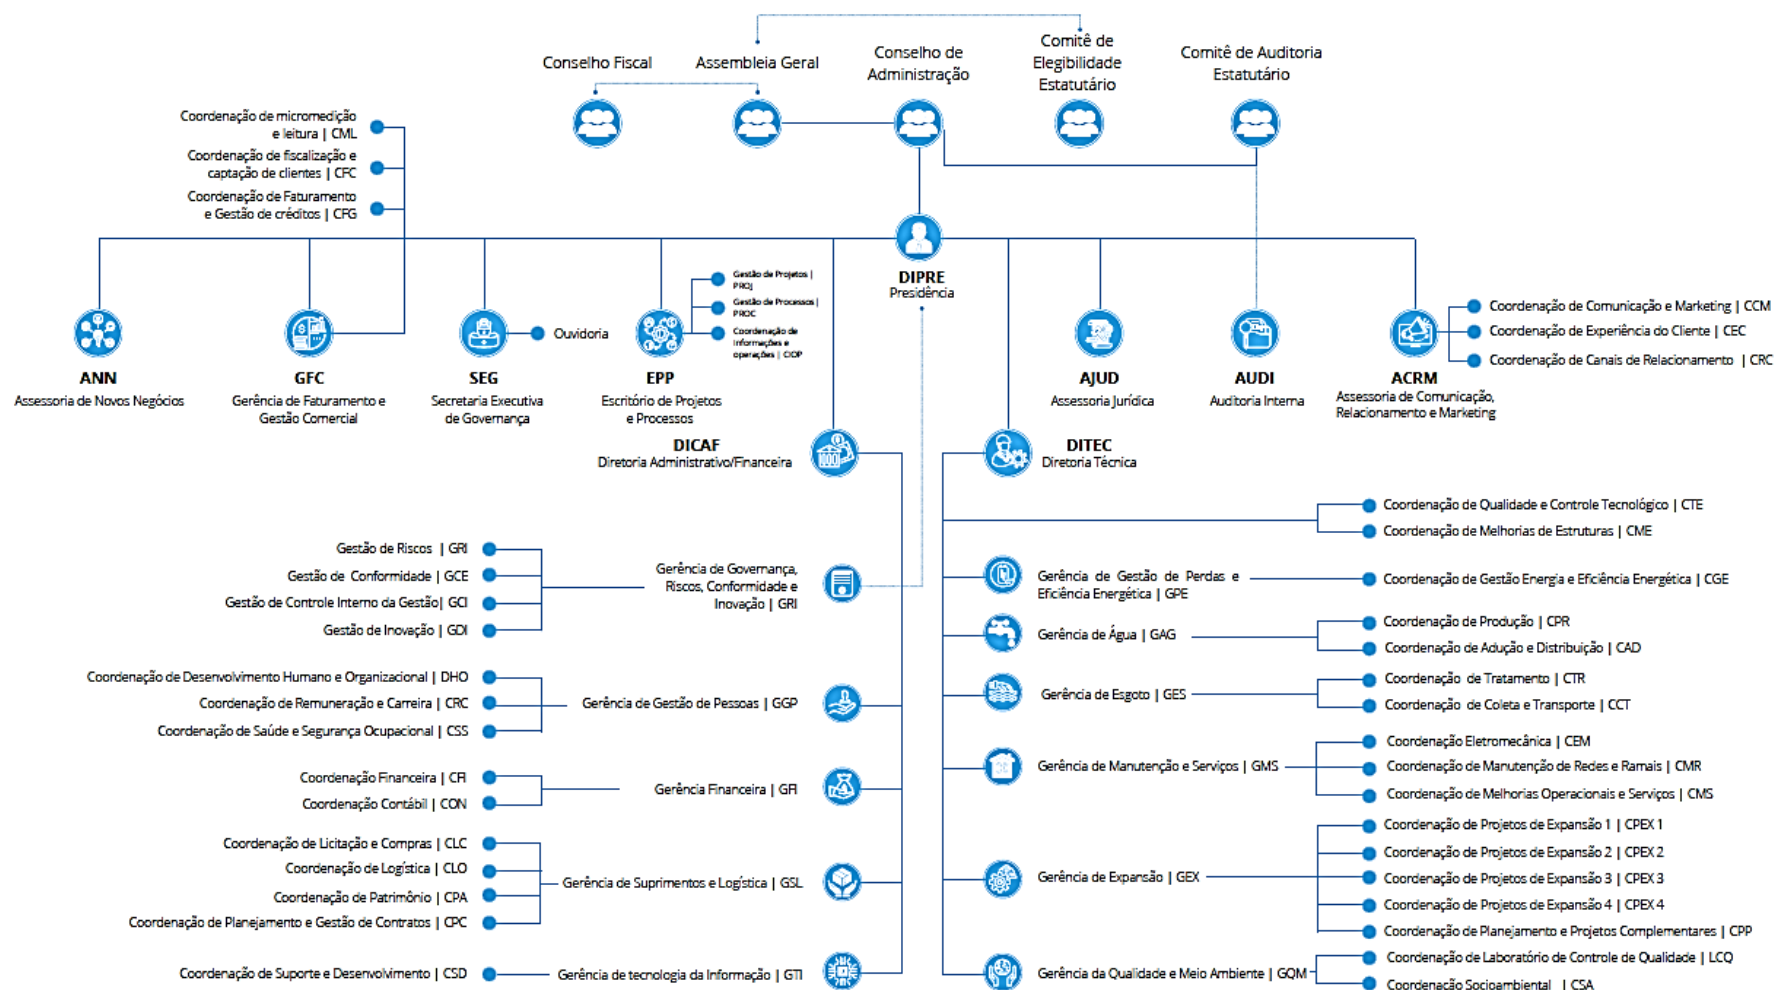 Conselho Fiscal
Assembleia Geral
Conselho de
Administração
Comitê de
Elegibilidade
Estatutário
Comitê de Auditoria
Estatutário
Coordenação de micromedição
e leitura | CML
Coordenação de fiscalização e
captação de clientes | CFC
Coordenação de Faturamento
e Gestão de créditos | CFG
DIPRE
Presidência
ANN
Assessoria de Novos Negócios
GFC
Gerência de Faturamento e
Gestão Comercial
SEG
Secretaria Executiva
de Governança
Ouvidoria
EPP
Escritório de Projetos
e Processos
Gestão de Projetos |
PROJ
Gestão de Processos |
PROC
Coordenação de
Informações e
operações | CIOP
AJUD
Assessoria Jurídica
AUDI
Auditoria Interna
ACRM
Assessoria de Comunicação,
Relacionamento e Marketing
Coordenação de Comunicação e Marketing | CCM
Coordenação de Experiência do Cliente | CEC
Coordenação de Canais de Relacionamento | CRC
DICAF
Diretoria Administrativo/Financeira
DITEC
Diretoria Técnica
Gestão de Riscos | GRI
Gestão de Conformidade | GCE
Gestão de Controle Interno da Gestão| GCI
Gestão de Inovação | GDI
Gerência de Governança,
Riscos, Conformidade e
Inovação | GRI
Coordenação de Desenvolvimento Humano e Organizacional | DHO
Coordenação de Remuneração e Carreira | CRC
Coordenação de Saúde e Segurança Ocupacional | CSS
Gerência de Gestão de Pessoas | GGP
Coordenação Financeira | CFI
Coordenação Contábil | CON
Gerência Financeira | GFI
Coordenação de Licitação e Compras | CLC
Coordenação de Logística | CLO
Coordenação de Patrimônio | CPA
Coordenação de Planejamento e Gestão de Contratos | CPC
Gerência de Suprimentos e Logística | GSL
Coordenação de Suporte e Desenvolvimento | CSD
Gerência de tecnologia da Informação | GTI
Coordenação de Qualidade e Controle Tecnológico | CTE
Coordenação de Melhorias de Estruturas | CME
Gerência de Gestão de Perdas e
Eficiência Energética | GPE
Coordenação de Gestão Energia e Eficiência Energética | CGE
Gerência de Água | GAG
Coordenação de Produção | CPR
Coordenação de Adução e Distribuição | CAD
Gerência de Esgoto | GES
Coordenação de Tratamento | CTR
Coordenação de Coleta e Transporte | CCT
Gerência de Manutenção e Serviços | GMS
Coordenação Eletromecânica | CEM
Coordenação de Manutenção de Redes e Ramais | CMR
Coordenação de Melhorias Operacionais e Serviços | CMS
Gerência de Expansão | GEX
Coordenação de Projetos de Expansão 1 | CPEX 1
Coordenação de Projetos de Expansão 2 | CPEX 2
Coordenação de Projetos de Expansão 3 | CPEX 3
Coordenação de Projetos de Expansão 4 | CPEX 4
Coordenação de Planejamento e Projetos Complementares | CPP
Gerência da Qualidade e Meio Ambiente | GQM
Coordenação de Laboratório de Controle de Qualidade | LCQ
Coordenação Socioambiental | CSA